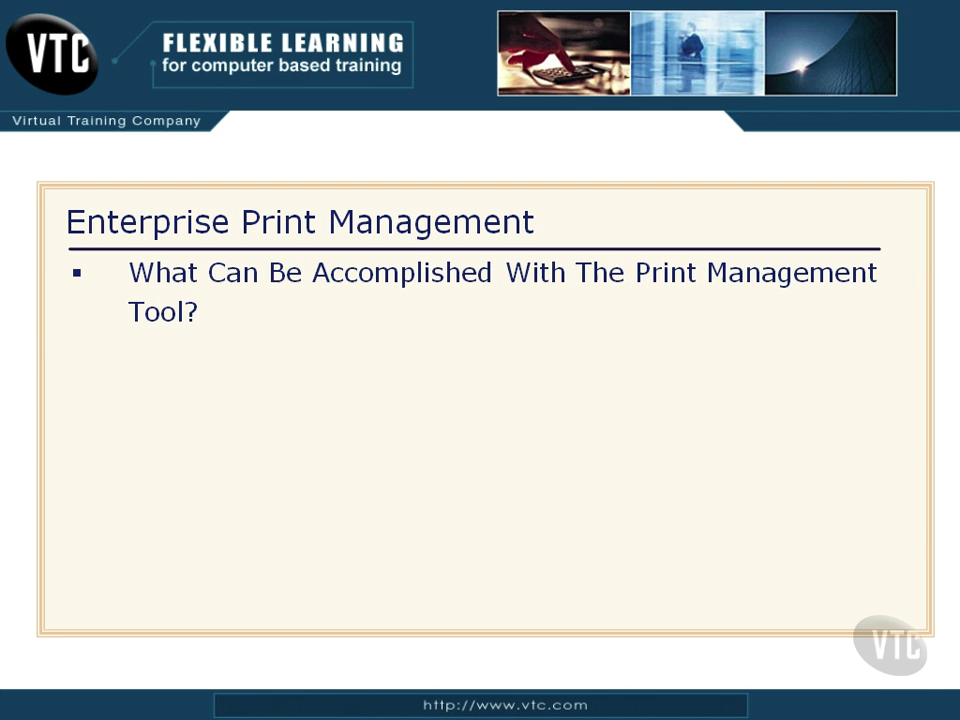 VTC
FLEXIBLE LEARNING
for computer based training
Virtual Training Company
Enterprise Print Management
▪ What Can Be Accomplished With The Print Management
Tool?
VTC
http://www.vtc.com